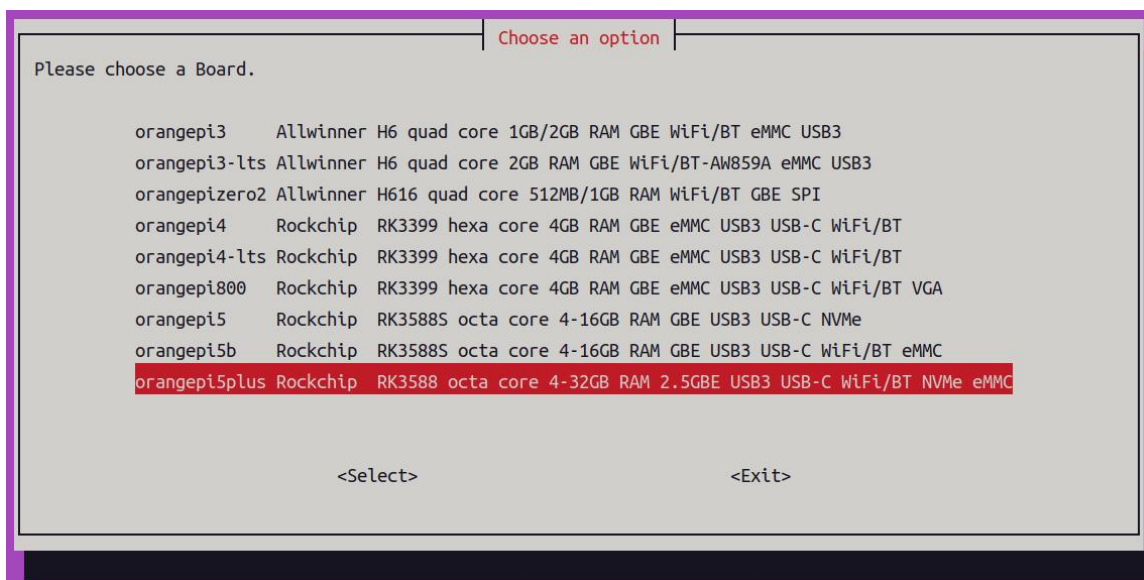 Choose an option
Please choose a Board.
orangepi3 Allwinner H6 quad core 1GB/2GB RAM GBE WiFi/BT eMMC USB3
orangepi3-lts Allwinner H6 quad core 2GB RAM GBE WiFi/BT-AW859A eMMC USB3
orangepizero2 Allwinner H616 quad core 512MB/1GB RAM WiFi/BT GBE SPI
orangepi4 Rockchip RK3399 hexa core 4GB RAM GBE eMMC USB3 USB-C WiFi/BT
orangepi4-lts Rockchip RK3399 hexa core 4GB RAM GBE eMMC USB3 USB-C WiFi/BT
orangepi800 Rockchip RK3399 hexa core 4GB RAM GBE eMMC USB3 USB-C WiFi/BT VGA
orangepi5 Rockchip RK3588S octa core 4-16GB RAM GBE USB3 USB-C NVMe
orangepi5b Rockchip RK3588S octa core 4-16GB RAM GBE USB3 USB-C WiFi/BT eMMC
orangepi5plus Rockchip RK3588 octa core 4-32GB RAM 2.5GBE USB3 USB-C WiFi/BT NVMe eMMC
<Select> <Exit>